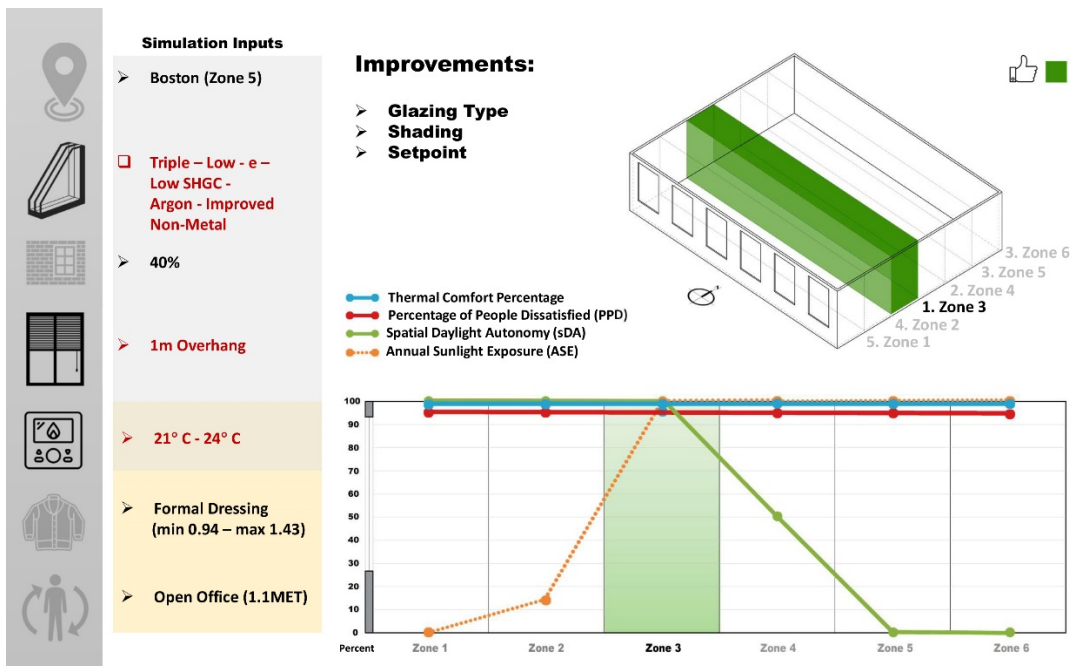 Simulation Inputs
➢ Boston (Zone 5)
❑ Triple – Low - e –
Low SHGC -
Argon - Improved
Non-Metal
➢ 40%
➢ 1m Overhang
➢ 21° C - 24° C
➢ Formal Dressing
(min 0.94 – max 1.43)
➢ Open Office (1.1MET)
Improvements:
➢ Glazing Type
➢ Shading
➢ Setpoint
3. Zone 6
3. Zone 5
2. Zone 4
1. Zone 3
4. Zone 2
5. Zone 1
Thermal Comfort Percentage
Percentage of People Dissatisfied (PPD)
Spatial Daylight Autonomy (sDA)
Annual Sunlight Exposure (ASE)
100
90
80
70
60
50
40
30
20
10
0
Percent Zone 1 Zone 2 Zone 3 Zone 4 Zone 5 Zone 6